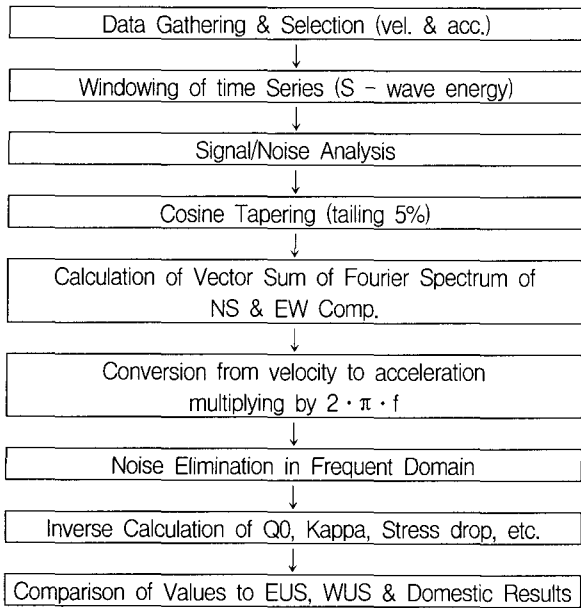 Data Gathering & Selection (vel. & acc.)
↓
Windowing of time Series (S - wave energy)
↓
Signal/Noise Analysis
↓
Cosine Tapering (tailing 5%)
↓
Calculation of Vector Sum of Fourier Spectrum of
NS & EW Comp.
↓
Conversion from velocity to acceleration
multiplying by 2 · π · f
↓
Noise Elimination in Frequent Domain
↓
Inverse Calculation of Q0, Kappa, Stress drop, etc.
↓
Comparison of Values to EUS, WUS & Domestic Results